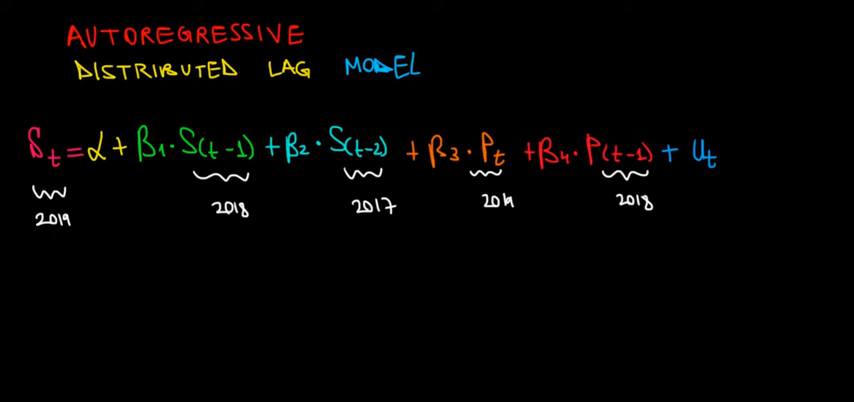 AUTOREGRESSIVE
DISTRIBUTED LAG MODEL
St = α + β1 · S(t-1) + β2 · S(t-2) + β3 · Pt + β4 · P(t-1) + Ut
2019 2018 2017 2019 2018